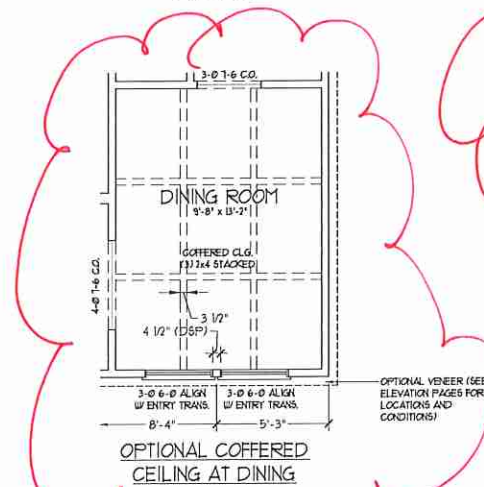 3-0 7-6 C.O.
DINING ROOM
9'-8" x 13'-2"
COFFERED CLG.
(3) 2x4 STACKED
4-0 7-6 C.O.
3 1/2"
4 1/2" (DSP)
3-0 6-0 ALIGN
W/ ENTRY TRANS.
3-0 6-0 ALIGN
W/ ENTRY TRANS.
OPTIONAL VENEER (SEE
ELEVATION PAGES FOR
LOCATIONS AND
CONDITIONS)
8'-4"
5'-3"
OPTIONAL COFFERED
CEILING AT DINING